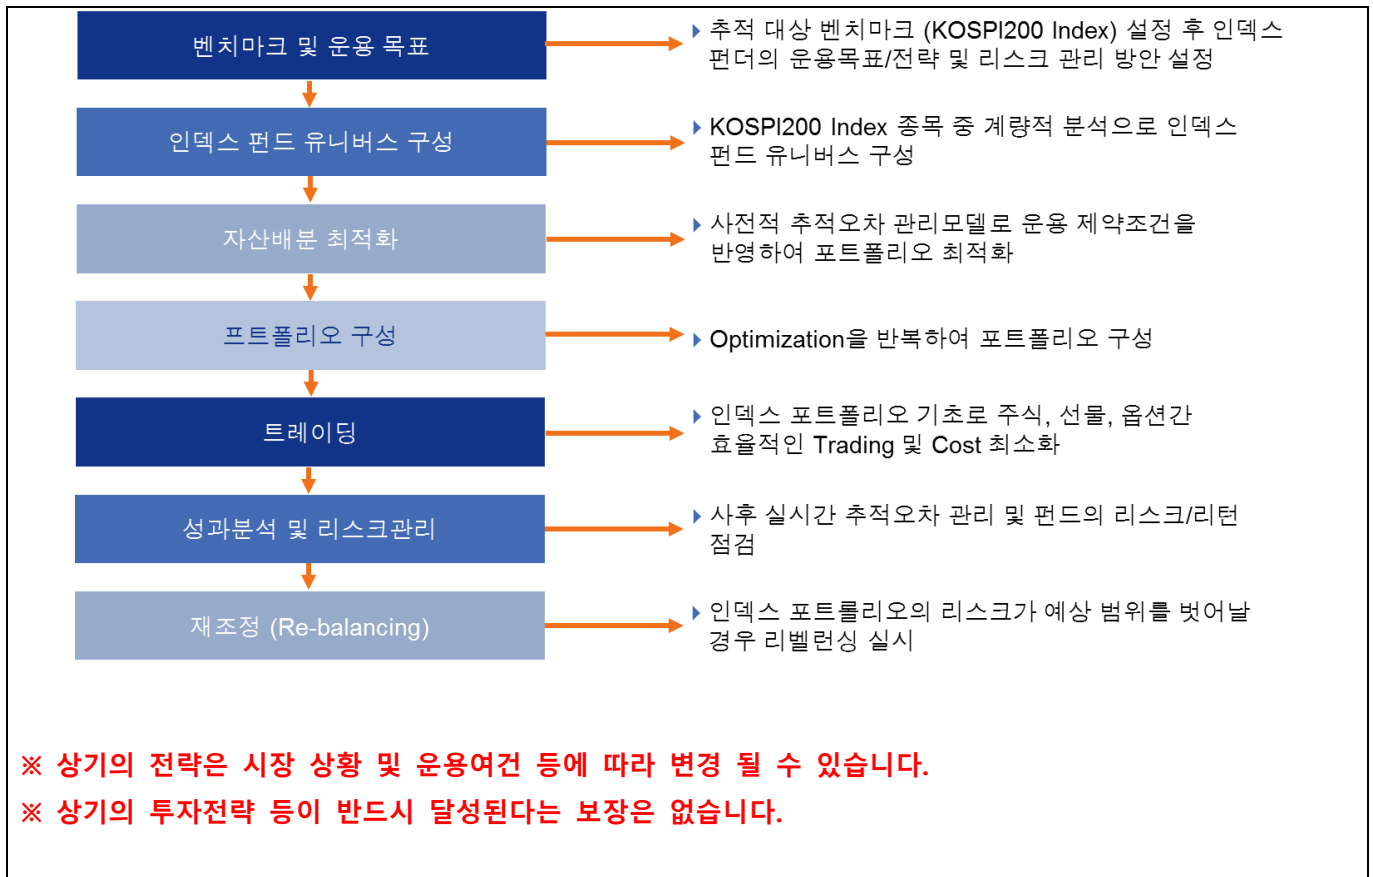 벤치마크 및 운용 목표
추적 대상 벤치마크 (KOSPI200 Index) 설정 후 인덱스
펀더의 운용목표/전략 및 리스크 관리 방안 설정
인덱스 펀드 유니버스 구성
KOSPI200 Index 종목 중 계량적 분석으로 인덱스
펀드 유니버스 구성
자산배분 최적화
사전적 추적오차 관리모델로 운용 제약조건을
반영하여 포트폴리오 최적화
프트폴리오 구성
Optimization을 반복하여 포트폴리오 구성
트레이딩
인덱스 포트폴리오 기초로 주식, 선물, 옵션간
효율적인 Trading 및 Cost 최소화
성과분석 및 리스크관리
사후 실시간 추적오차 관리 및 펀드의 리스크/리턴
점검
재조정 (Re-balancing)
인덱스 포트롤리오의 리스크가 예상 범위를 벗어날
경우 리벨런싱 실시
※ 상기의 전략은 시장 상황 및 운용여건 등에 따라 변경 될 수 있습니다.
※ 상기의 투자전략 등이 반드시 달성된다는 보장은 없습니다.